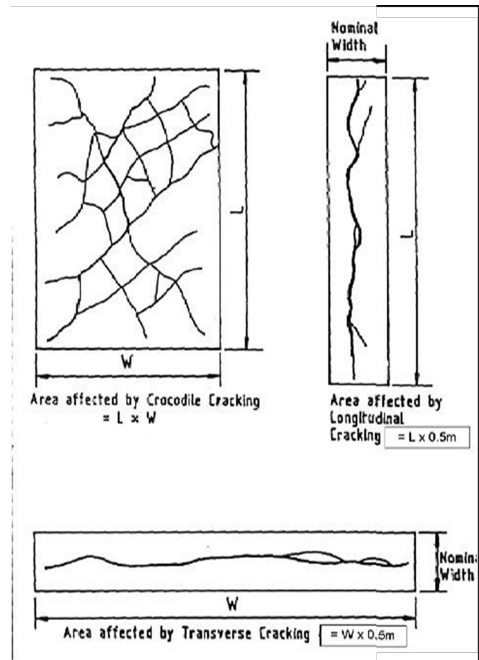 Nominal
Width
L
W
Area affected by Crocodile Cracking
= L x W
L
Area affected by
Longitudinal
Cracking = L x 0.5m
Nomina
Width
W
Area affected by Transverse Cracking = W x 0.5m